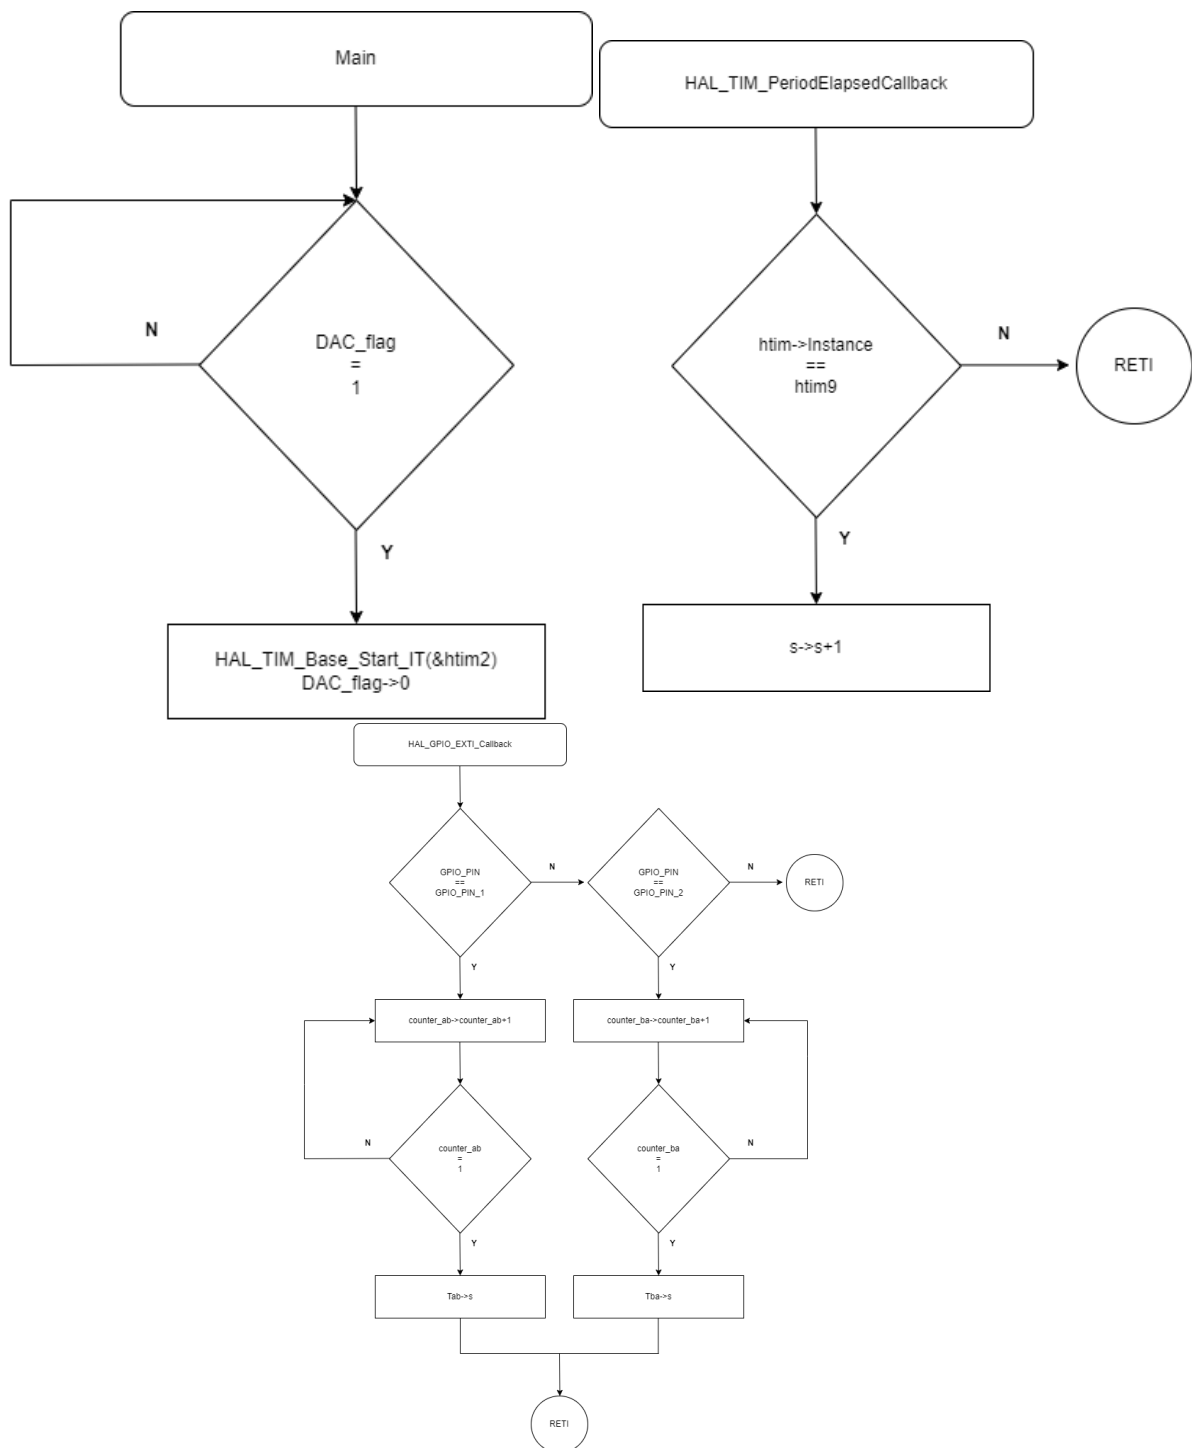 Main
DAC_flag
=
1
N
Y
HAL_TIM_Base_Start_IT(&htim2)
DAC_flag->0
HAL_TIM_PeriodElapsedCallback
htim->Instance
==
htim9
N
RETI
Y
s->s+1
HAL_GPIO_EXTI_Callback
GPIO_PIN
==
GPIO_PIN_1
N
GPIO_PIN
==
GPIO_PIN_2
N
RETI
Y
Y
counter_ab->counter_ab+1
counter_ba->counter_ba+1
counter_ab
=
1
N
counter_ba
=
1
N
Y
Y
Tab->s
Tba->s
RETI